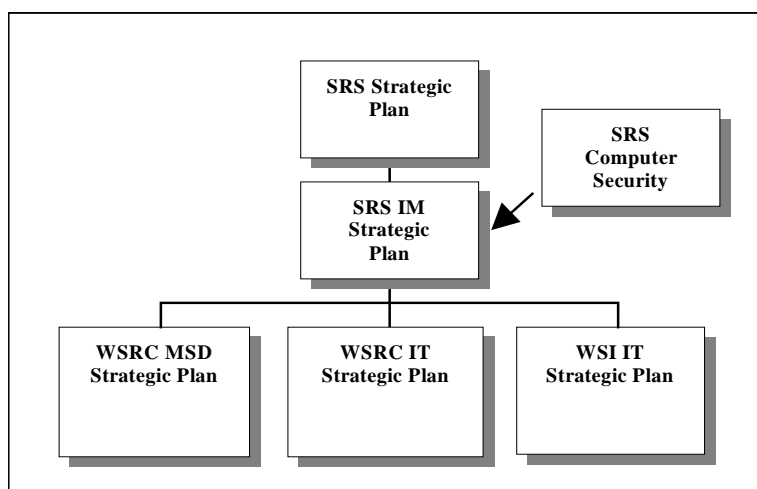 SRS Strategic
Plan
SRS
Computer
Security
SRS IM
Strategic
Plan
WSRC MSD
Strategic Plan
WSRC IT
Strategic Plan
WSI IT
Strategic Plan